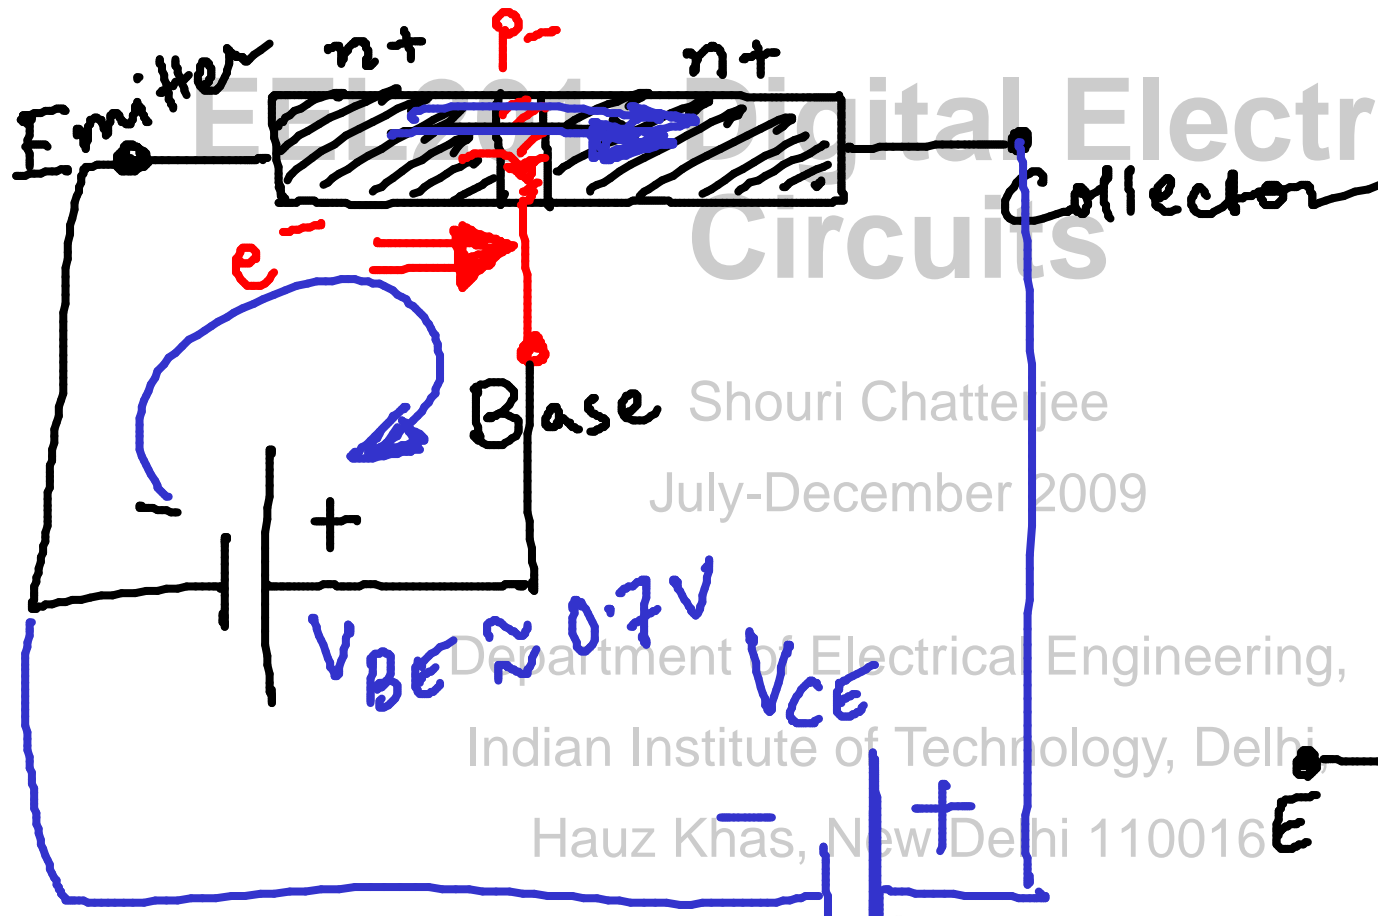 p-
n+ n+
Emitter
EEL201 Digital Electr
Collector
Circuits
e-
Base
Shouri Chatterjee
July-December 2009
- +
VBE ≈ 0.7V
Department of Electrical Engineering,
VCE
Indian Institute of Technology, Delhi,
- +
Hauz Khas, New Delhi 110016
E